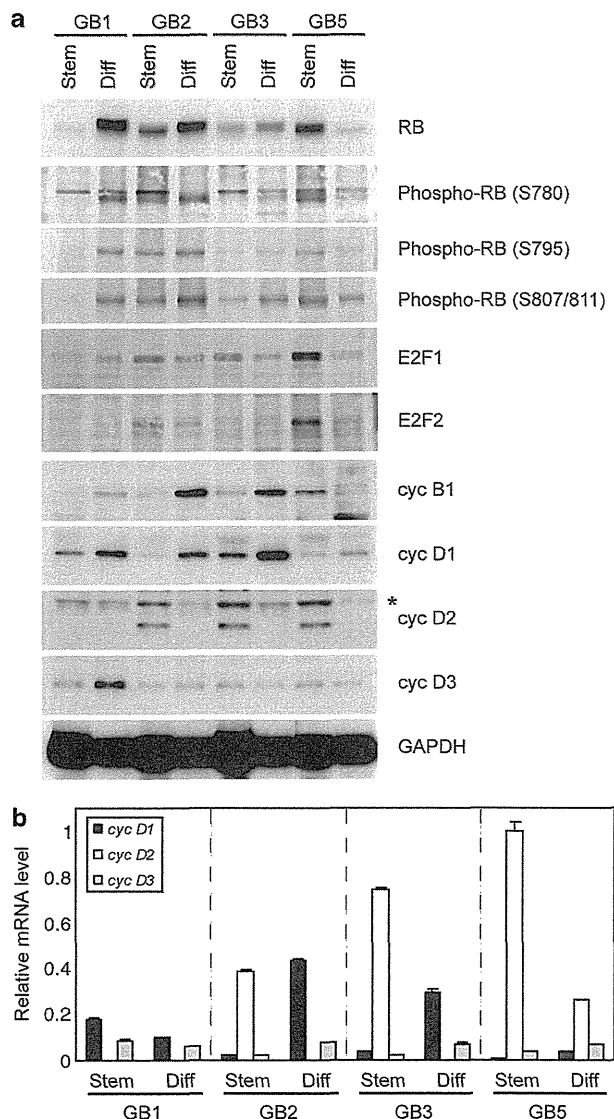 a
GB1 GB2 GB3 GB5
Stem Diff Stem Diff Stem Diff Stem Diff
RB
Phospho-RB (S780)
Phospho-RB (S795)
Phospho-RB (S807/811)
E2F1
E2F2
cyc B1
cyc D1
*
cyc D2
cyc D3
GAPDH
b
Relative mRNA level
1
0.8
0.6
0.4
0.2
0
cyc D1
cyc D2
cyc D3
Stem Diff Stem Diff Stem Diff Stem Diff
GB1 GB2 GB3 GB5